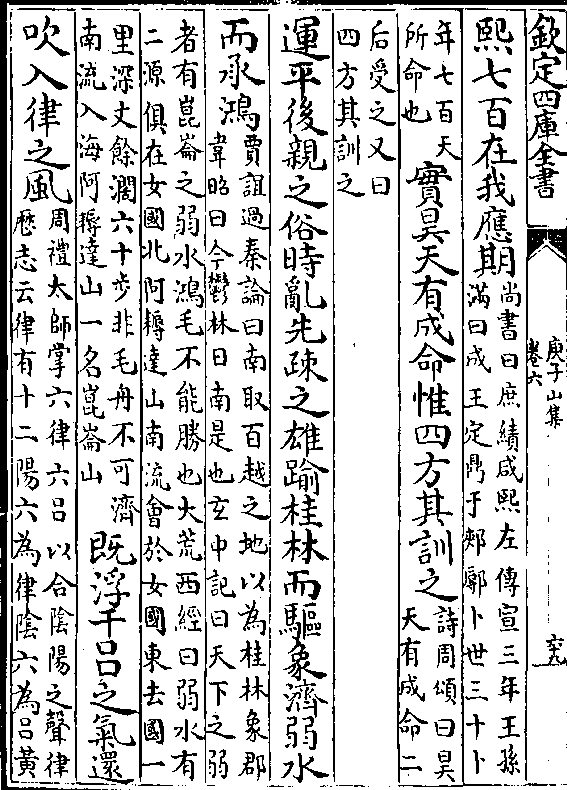 欽定四庫全書
庚子山集
卷六
六十九
熙七百在我應期
尚書曰庶績咸熙左傳宣三年王孫
滿曰成王定鼎于郟鄏卜世三十卜
年七百天
所命也
實昊天有成命惟四方其訓之
詩周頌曰昊
天有成命二
后受之又曰
四方其訓之
運平後親之俗時亂先疎之雄踰桂林而驅象濟弱水
而承鴻
賈誼過秦論曰南取百越之地以為桂林象郡
韋昭曰今鬱林日南是也玄中記曰天下之弱
者有崑崙之弱水鴻毛不能勝也大荒西經曰弱水有
二源俱在女國北阿耨達山南流會於女國東去國一
里深丈餘濶六十步非毛舟不可濟
南流入海阿耨達山一名崑崙山
既浮千呂之氣還
吹入律之風
周禮太師掌六律六呂以合陰陽之聲律
厯志云律有十二陽六為律陰六為呂黃